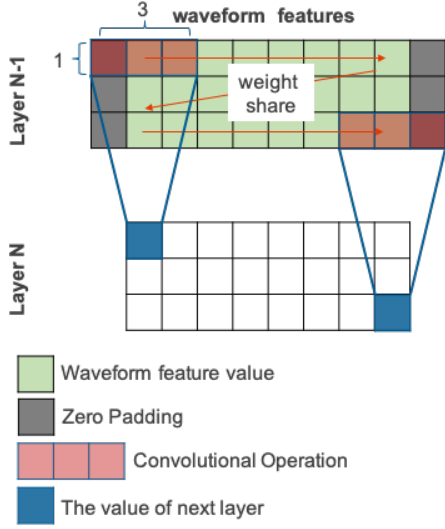 3
waveform features
1
Layer N-1
weight
share
Layer N
Waveform feature value
Zero Padding
Convolutional Operation
The value of next layer